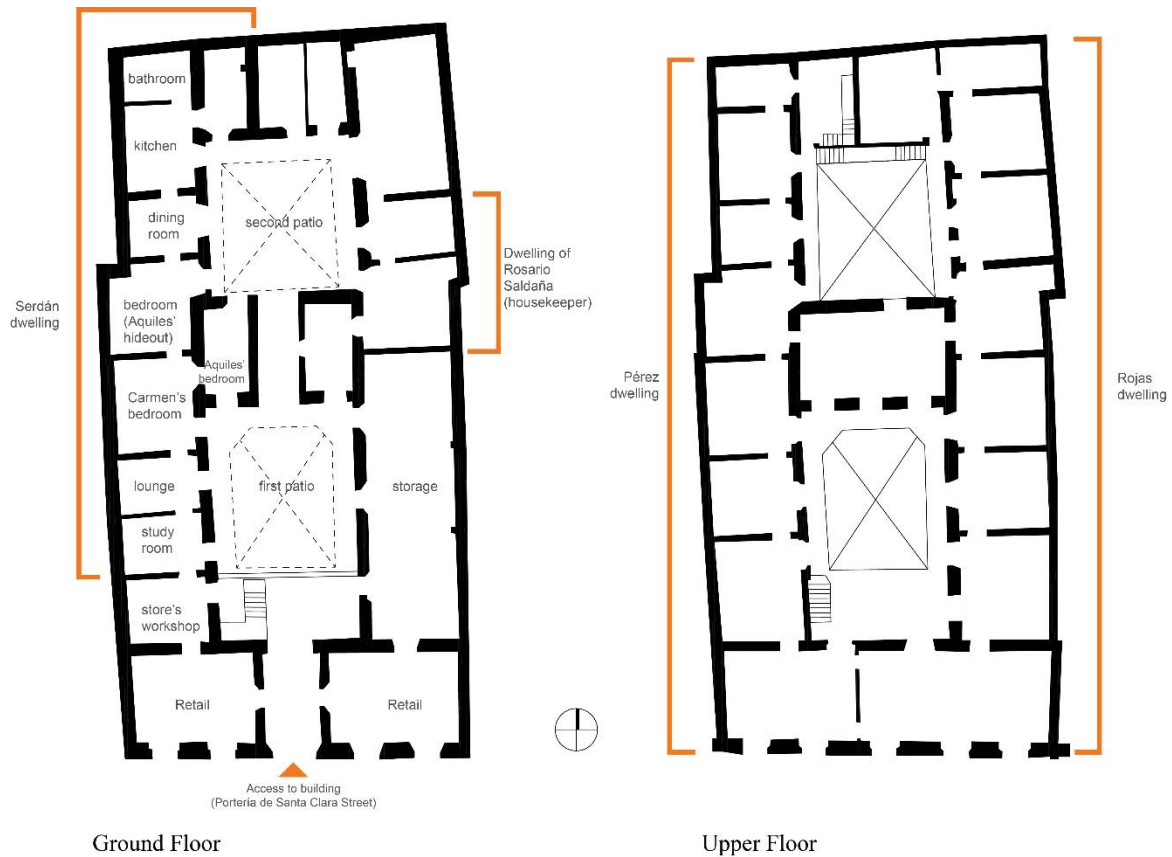 bathroom
kitchen
dining
room
second patio
Dwelling of
Rosario
Saldaña
(housekeeper)
Serdán
dwelling
bedroom
(Aquiles'
hideout)
Aquiles'
bedroom
Carmen's
bedroom
lounge
first patio
storage
study
room
store's
workshop
Retail
Retail
Access to building
(Portería de Santa Clara Street)
Ground Floor
Pérez
dwelling
Rojas
dwelling
Upper Floor